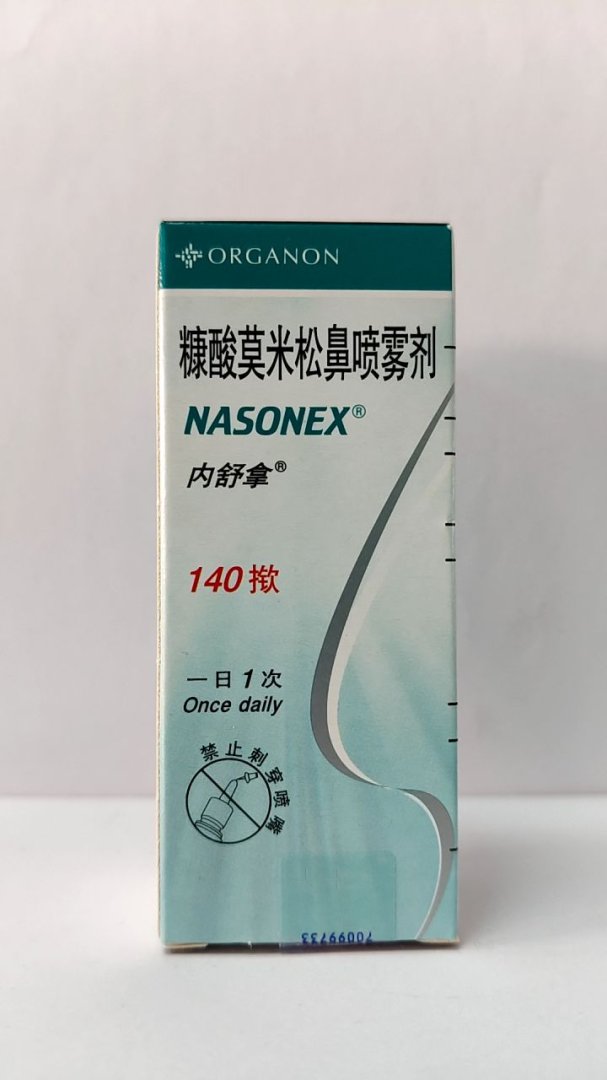 ORGANON
糠酸莫米松鼻喷雾剂
NASONEX®
内舒拿®
140揿
一日1次
Once daily
禁止刺穿喷嘴
70099733